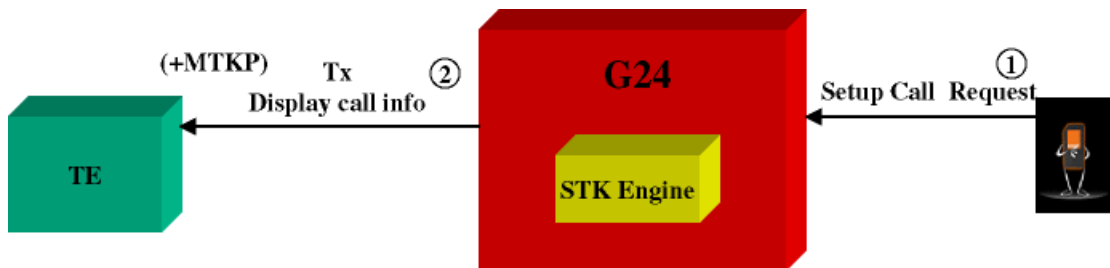 (+MTKP)
Tx
②
Display call info
TE
G24
STK Engine
①
Setup Call Request